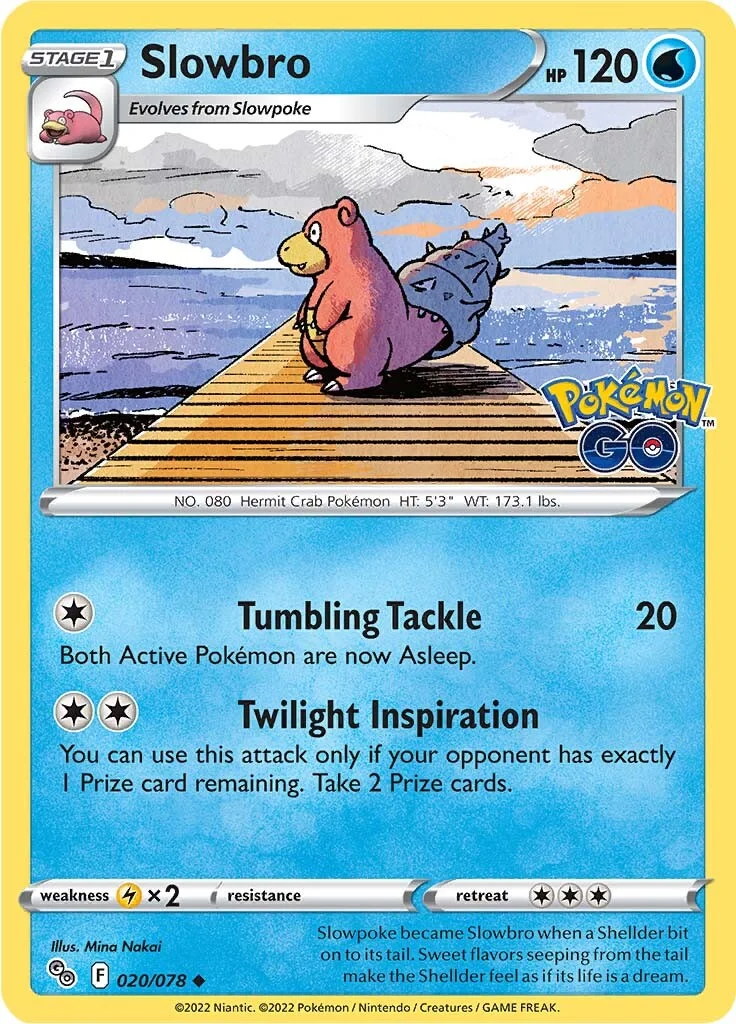 STAGE1
Slowbro
HP 120
Evolves from Slowpoke
Pokémon
GO
TM
NO. 080 Hermit Crab Pokémon HT: 5'3" WT: 173.1 lbs.
Tumbling Tackle 20
Both Active Pokémon are now Asleep.
Twilight Inspiration
You can use this attack only if your opponent has exactly
1 Prize card remaining. Take 2 Prize cards.
weakness ×2 resistance retreat
Illus. Mina Nakai
Slowpoke became Slowbro when a Shellder bit
on to its tail. Sweet flavors seeping from the tail
make the Shellder feel as if its life is a dream.
GO F 020/078
©2022 Niantic. ©2022 Pokémon / Nintendo / Creatures / GAME FREAK.